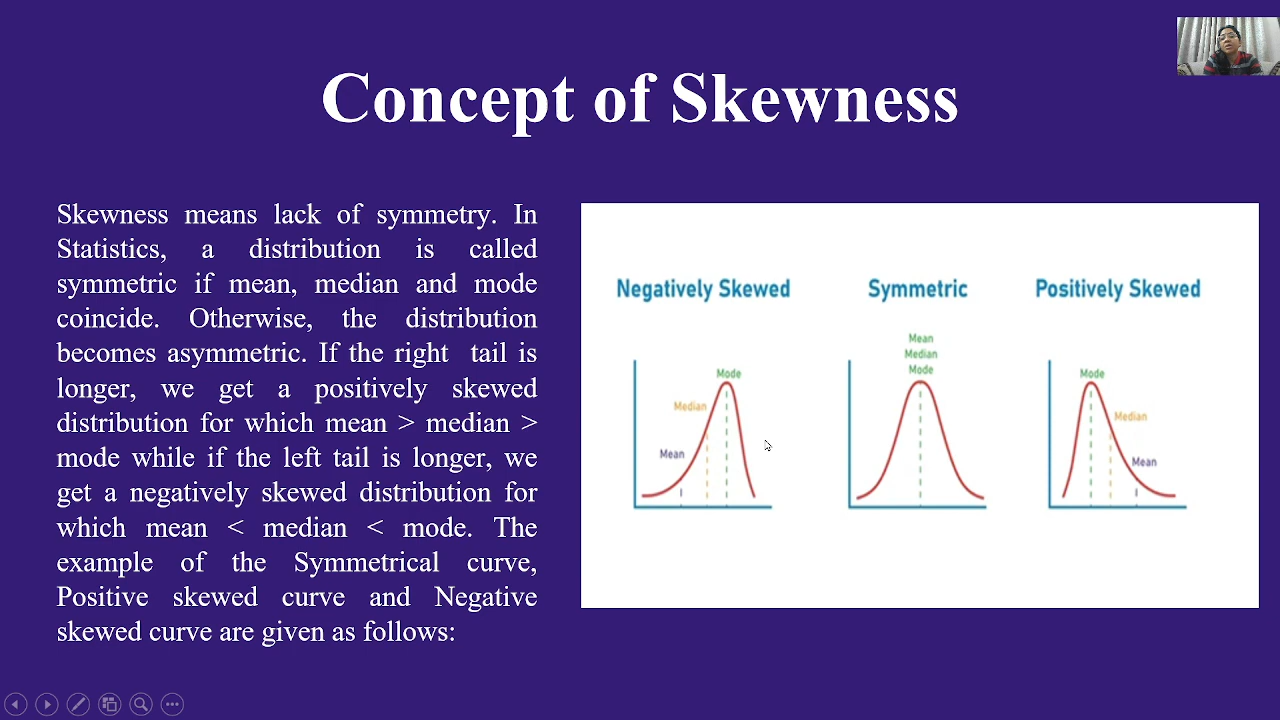 Concept of Skewness
Skewness means lack of symmetry. In
Statistics, a distribution is called
symmetric if mean, median and mode
coincide. Otherwise, the distribution
becomes asymmetric. If the right tail is
longer, we get a positively skewed
distribution for which mean > median >
mode while if the left tail is longer, we
get a negatively skewed distribution for
which mean < median < mode. The
example of the Symmetrical curve,
Positive skewed curve and Negative
skewed curve are given as follows:
Negatively Skewed
Mode
Median
Mean
Symmetric
Mean
Median
Mode
Positively Skewed
Mode
Median
Mean